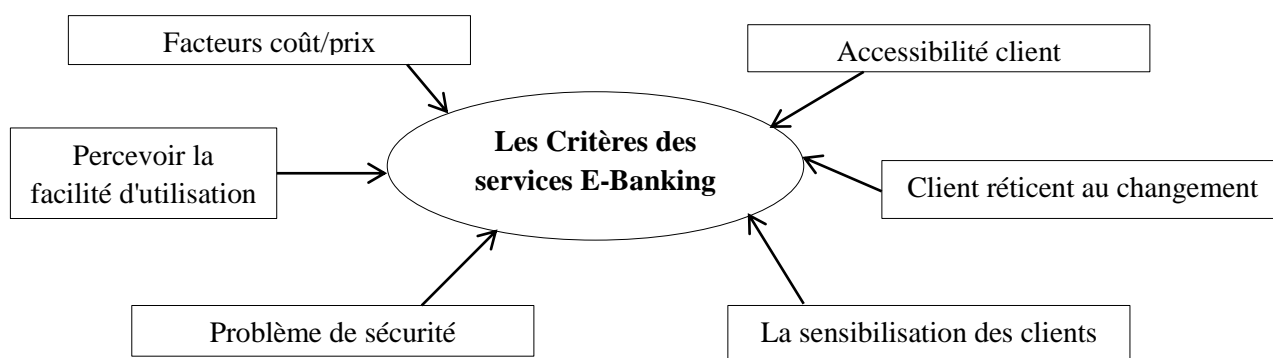 Facteurs coût/prix
Accessibilité client
Les Critères des
services E-Banking
Percevoir la
facilité d'utilisation
Client réticent au changement
Problème de sécurité
La sensibilisation des clients